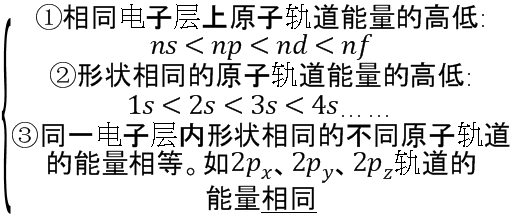 ①相同电子层上原子轨道能量的高低:
ns<np<nd<nf
②形状相同的原子轨道能量的高低:
1s<2s<3s<4s……
③同一电子层内形状相同的不同原子轨道
的能量相等。如2pₓ、2pᵧ、2p_z轨道的
能量相同